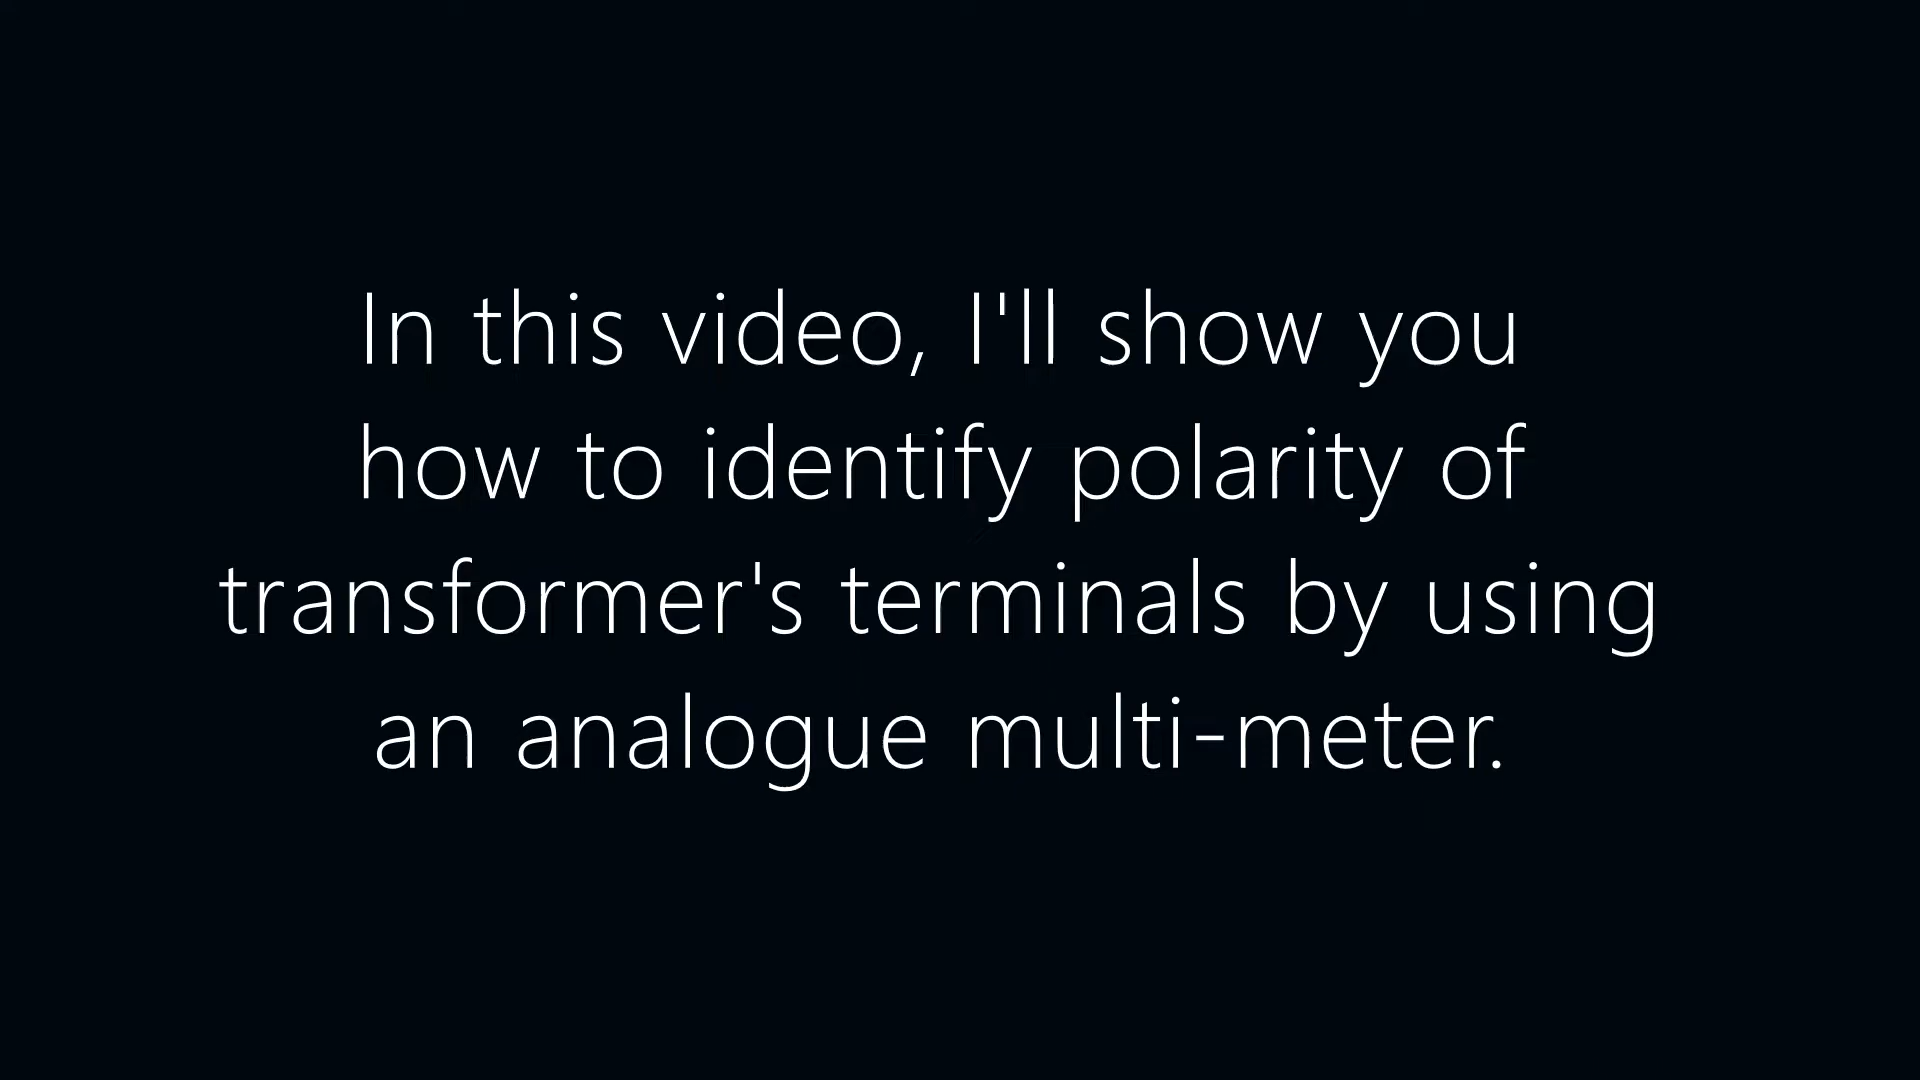 In this video, I'll show you
how to identify polarity of
transformer's terminals by using
an analogue multi-meter.